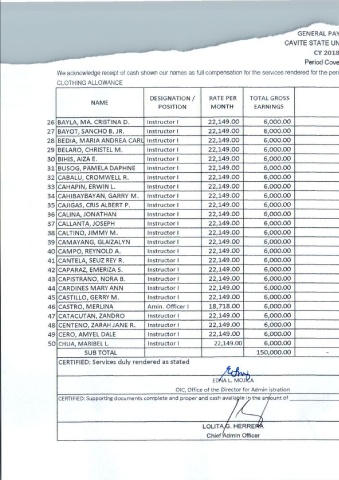 GENERAL PAY
CAVITE STATE UN
CY 2018
Period Cove
We acknowledge receipt of cash shown our names as full compensation for the services rendered for the peri
CLOTHING ALLOWANCE
NAME DESIGNATION / POSITION RATE PER MONTH TOTAL GROSS EARNINGS
26 BAYLA, MA. CRISTINA D. Instructor I 22,149.00 6,000.00
27 BAYOT, SANCHO B. JR. Instructor I 22,149.00 6,000.00
28 BEDIA, MARIA ANDREA CARL Instructor I 22,149.00 6,000.00
29 BELARO, CHRISTEL M. Instructor I 22,149.00 6,000.00
30 BIHIS, AIZA E. Instructor I 22,149.00 6,000.00
31 BUSOG, PAMELA DAPHNE Instructor I 22,149.00 6,000.00
32 CABALU, CROMWELL R. Instructor I 22,149.00 6,000.00
33 CAHAPIN, ERWIN L. Instructor I 22,149.00 6,000.00
34 CAHIBAYBAYAN, GARRY M. Instructor I 22,149.00 6,000.00
35 CAJIGAS, CRIS ALBERT P. Instructor I 22,149.00 6,000.00
36 CALINA, JONATHAN Instructor I 22,149.00 6,000.00
37 CALLANTA, JOSEPH Instructor I 22,149.00 6,000.00
38 CALTINO, JIMMY M. Instructor I 22,149.00 6,000.00
39 CAMAYANG, GLAIZALYN Instructor I 22,149.00 6,000.00
40 CAMPO, REYNOLD A. Instructor I 22,149.00 6,000.00
41 CANTELA, SEUZ REY R. Instructor I 22,149.00 6,000.00
42 CAPARAZ, EMERIZA S. Instructor I 22,149.00 6,000.00
43 CAPISTRANO, NORA B. Instructor I 22,149.00 6,000.00
44 CARDINES MARY ANN Instructor I 22,149.00 6,000.00
45 CASTILLO, GERRY M. Instructor I 22,149.00 6,000.00
46 CASTRO, MERLINA Amin. Officer I 18,718.00 6,000.00
47 CATACUTAN, ZANDRO Instructor I 22,149.00 6,000.00
48 CENTENO, ZARAH JANE R. Instructor I 22,149.00 6,000.00
49 CERO, AMYEL DALE Instructor I 22,149.00 6,000.00
50 CHUA, MARIBEL L. Instructor I 22,149.00 6,000.00
SUB TOTAL 150,000.00 -
CERTIFIED: Services duly rendered as stated
EDNA L. MOJICA
OIC, Office of the Director for Admin istration
CERTIFIED: Supporting documents complete and proper and cash available in the amount of
LOLITA G. HERRERA
Chief Admin Officer